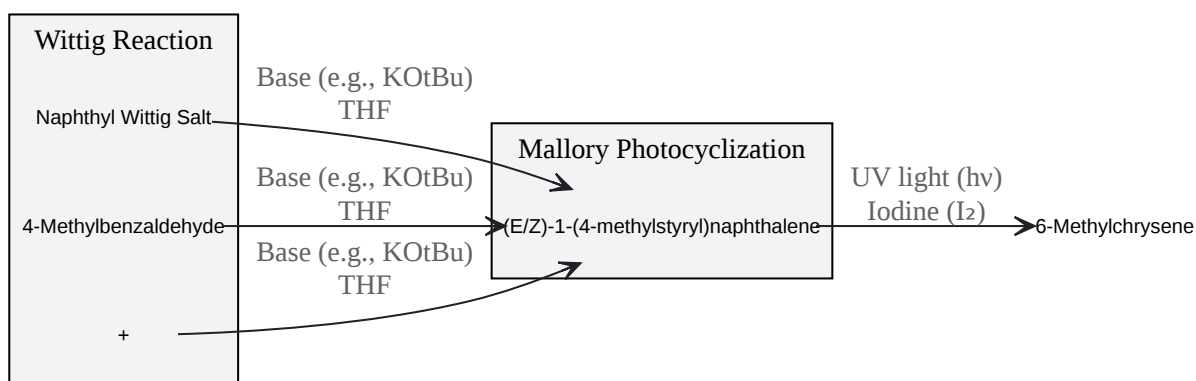 Wittig Reaction
Naphthyl Wittig Salt
4-Methylbenzaldehyde
+
Base (e.g., KOtBu)
THF
Base (e.g., KOtBu)
THF
Base (e.g., KOtBu)
THF
Mallory Photocyclization
(E/Z)-1-(4-methylstyryl)naphthalene
UV light (hν)
Iodine (I₂)
6-Methylchrysene